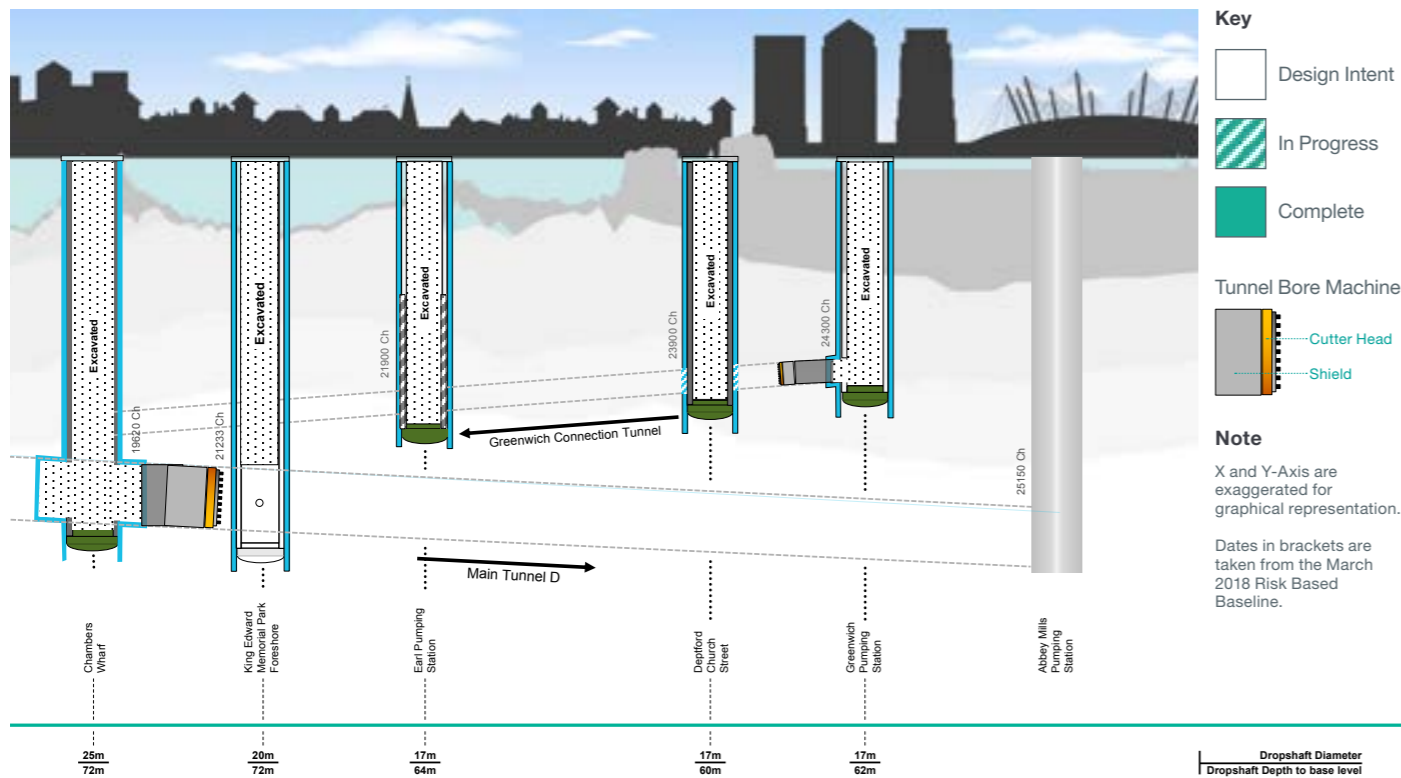 Key
Design Intent
In Progress
Complete
Tunnel Bore Machine
Cutter Head
Shield
Note
X and Y-Axis are
exaggerated for
graphical representation.
Dates in brackets are
taken from the March
2018 Risk Based
Baseline.
Excavated
Excavated
Excavated
Excavated
Excavated
19620 Ch
21233 Ch
21900 Ch
23900 Ch
24300 Ch
25150 Ch
Greenwich Connection Tunnel
Main Tunnel D
Chambers
Wharf
King Edward
Memorial Park
Foreshore
Earl Pumping
Station
Deptford
Church
Street
Greenwich
Pumping
Station
Abbey Mills
Pumping
Station
25m
72m
20m
72m
17m
64m
17m
60m
17m
62m
Dropshaft Diameter
Dropshaft Depth to base level